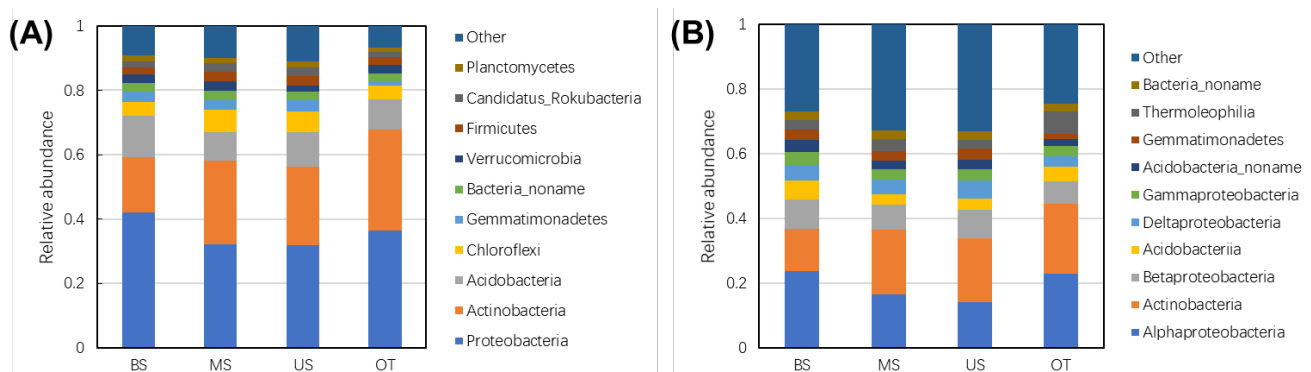 (A)
Relative abundance
1
0.8
0.6
0.4
0.2
0
BS MS US OT
Other
Planctomycetes
Candidatus_Rokubacteria
Firmicutes
Verrucomicrobia
Bacteria_noname
Gemmatimonadetes
Chloroflexi
Acidobacteria
Actinobacteria
Proteobacteria
(B)
Relative abundance
1
0.8
0.6
0.4
0.2
0
BS MS US OT
Other
Bacteria_noname
Thermoleophilia
Gemmatimonadetes
Acidobacteria_noname
Gammaproteobacteria
Deltaproteobacteria
Acidobacteriia
Betaproteobacteria
Actinobacteria
Alphaproteobacteria